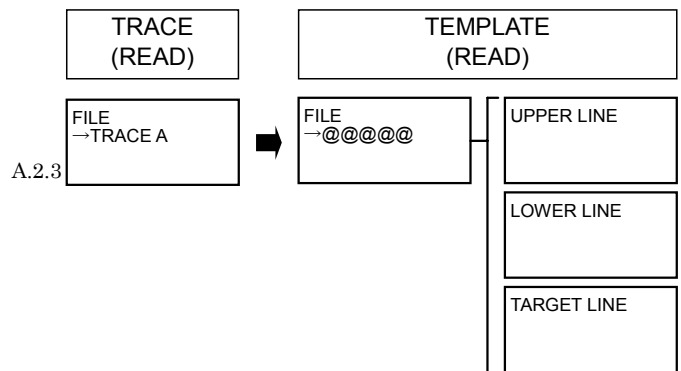 TRACE
(READ)
TEMPLATE
(READ)
FILE
→TRACE A
FILE
→@@@@@
UPPER LINE
A.2.3
LOWER LINE
TARGET LINE